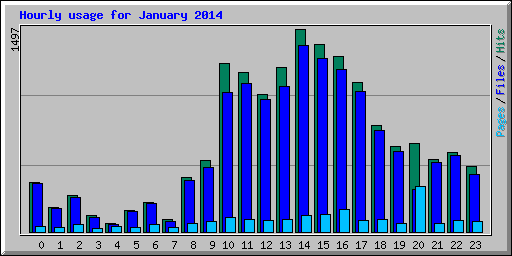 Hourly usage for January 2014
1497
Pages / Files / Hits
0 1 2 3 4 5 6 7 8 9 10 11 12 13 14 15 16 17 18 19 20 21 22 23